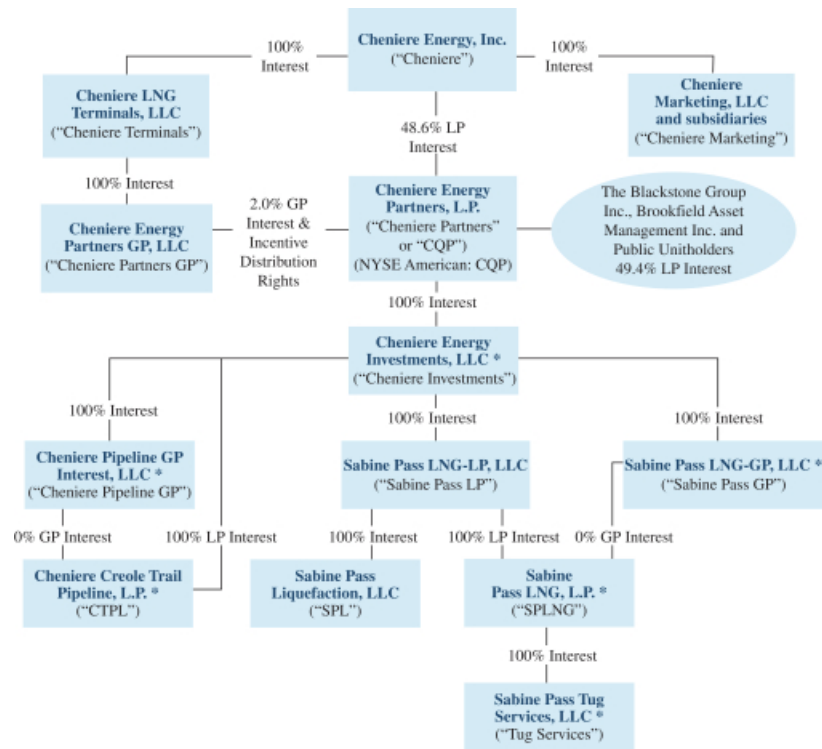 Cheniere Energy, Inc.
(“Cheniere”)
100%
Interest
100%
Interest
Cheniere LNG
Terminals, LLC
(“Cheniere Terminals”)
Cheniere
Marketing, LLC
and subsidiaries
(“Cheniere Marketing”)
48.6% LP
Interest
100% Interest
Cheniere Energy
Partners GP, LLC
(“Cheniere Partners GP”)
2.0% GP
Interest &
Incentive
Distribution
Rights
Cheniere Energy
Partners, L.P.
(“Cheniere Partners”
or “CQP”)
(NYSE American: CQP)
The Blackstone Group
Inc., Brookfield Asset
Management Inc. and
Public Unitholders
49.4% LP Interest
100% Interest
Cheniere Energy
Investments, LLC *
(“Cheniere Investments”)
100% Interest
100% Interest
100% Interest
Cheniere Pipeline GP
Interest, LLC *
(“Cheniere Pipeline GP”)
Sabine Pass LNG-LP, LLC
(“Sabine Pass LP”)
Sabine Pass LNG-GP, LLC *
(“Sabine Pass GP”)
0% GP Interest
100% LP Interest
100% Interest
100% LP Interest
0% GP Interest
Cheniere Creole Trail
Pipeline, L.P. *
(“CTPL”)
Sabine Pass
Liquefaction, LLC
(“SPL”)
Sabine
Pass LNG, L.P. *
(“SPLNG”)
100% Interest
Sabine Pass Tug
Services, LLC *
(“Tug Services”)